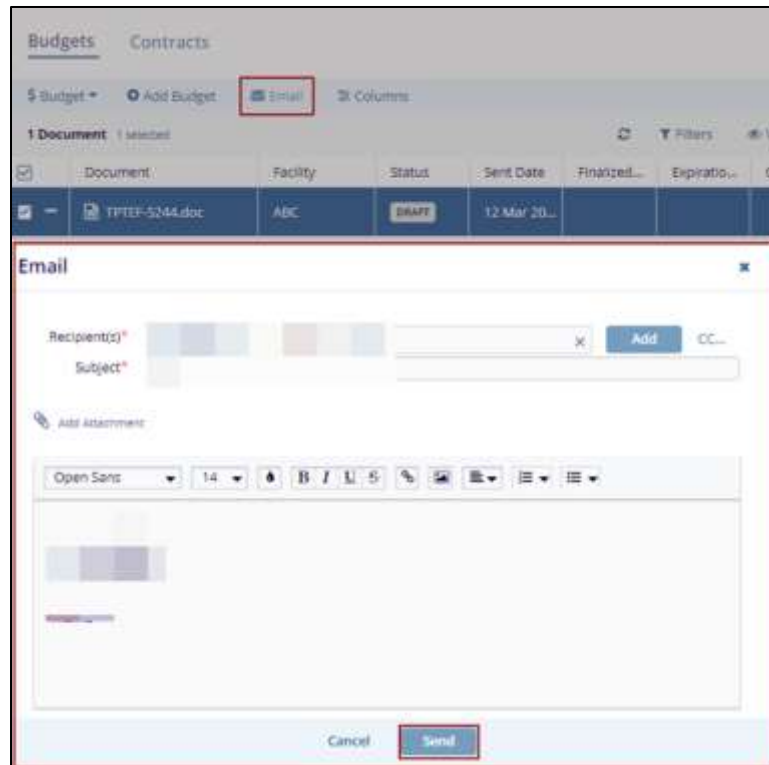 Budgets Contracts
$ Budget Add Budget Email Columns
1 Document 1 selected Filters
Document Facility Status Sent Date Finalized... Expiratio...
TPTEF-5244.doc ABC DRAFT 12 Mar 20...
Email
Recipient(s)* Add CC...
Subject*
Add Attachment
Open Sans 14 B I U S
Cancel Send